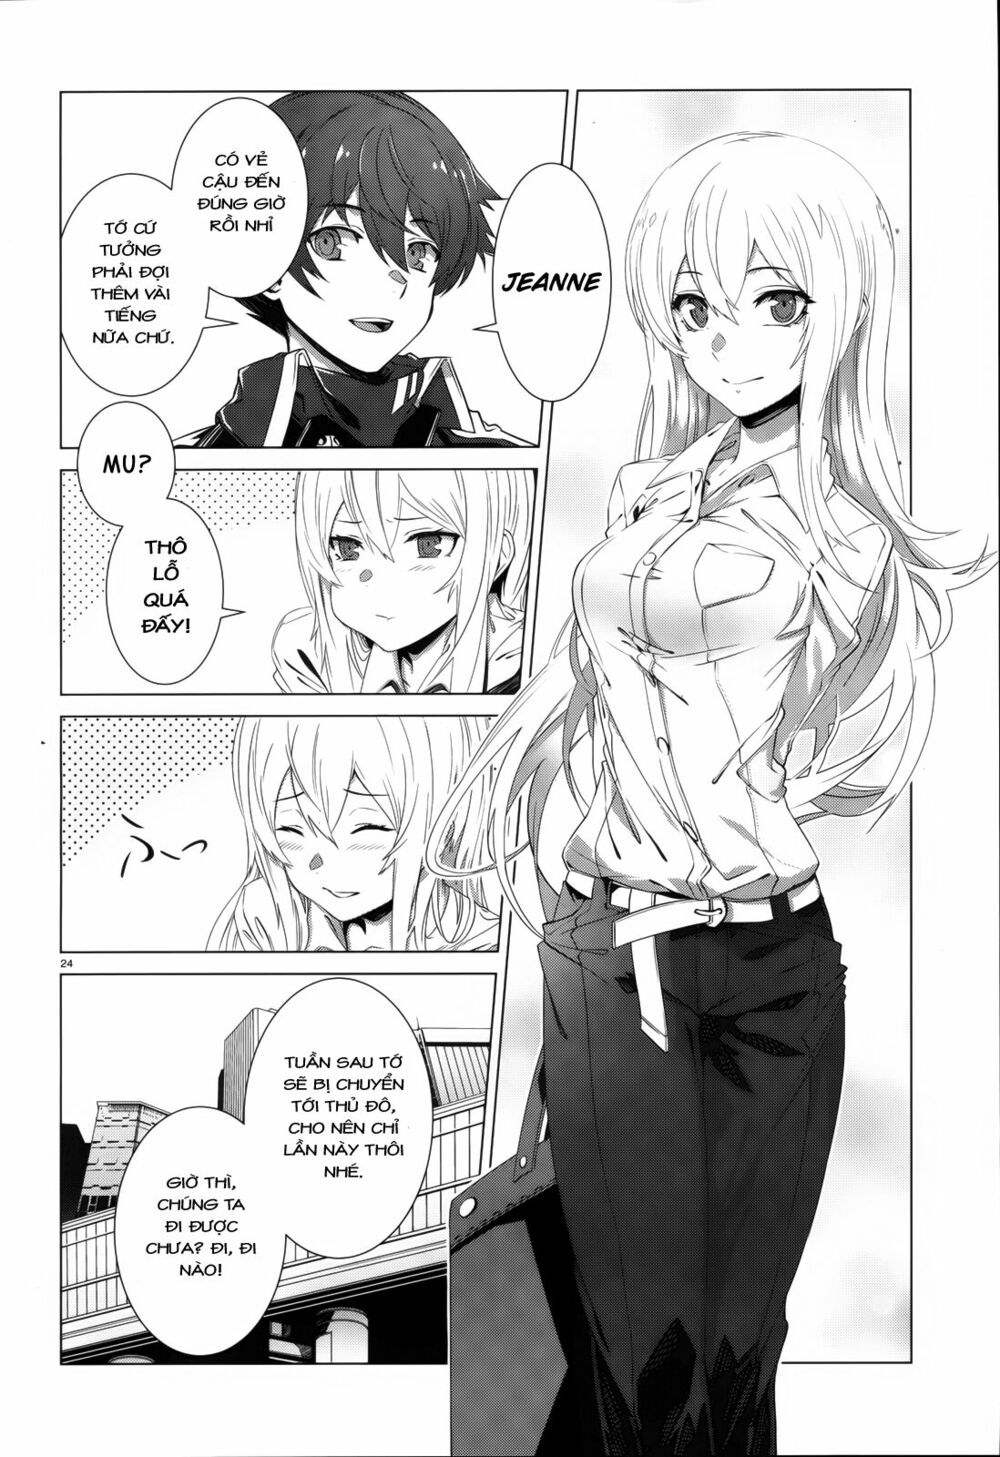 JEANNE
CÓ VẺ
CẬU ĐẾN
ĐÚNG GIỜ
RỒI NHỈ
TỚ CỨ
TƯỞNG
PHẢI ĐỢI
THÊM VÀI
TIẾNG
NỮA CHỨ.
MU?
THÔ
LỖ
QUÁ
ĐẤY!
ふっ
24
TUẦN SAU TỚ
SẼ BỊ CHUYỂN
TỚI THỦ ĐÔ,
CHO NÊN CHỈ
LẦN NÀY THÔI
NHÉ.
GIỜ THÌ,
CHÚNG TA
ĐI ĐƯỢC
CHƯA? ĐI, ĐI
NÀO!